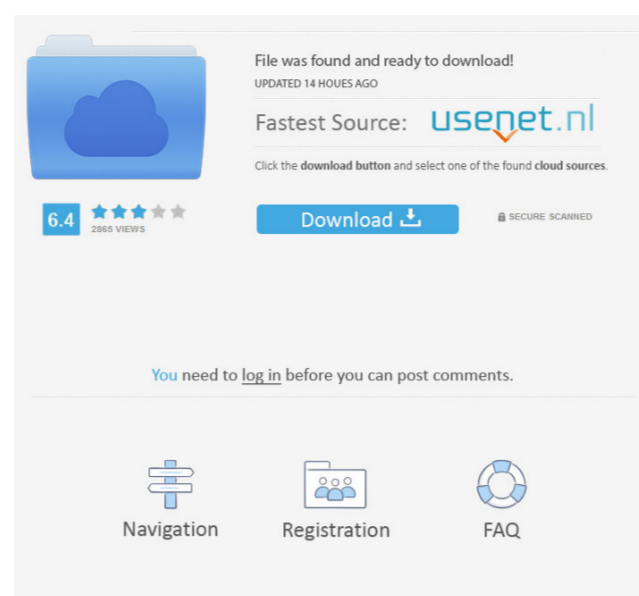 File was found and ready to download!
UPDATED 14 HOUES AGO
Fastest Source: usenet.nl
Click the download button and select one of the found cloud sources.
6.4
2865 VIEWS
Download
SECURE SCANNED
You need to log in before you can post comments.
Navigation
Registration
FAQ